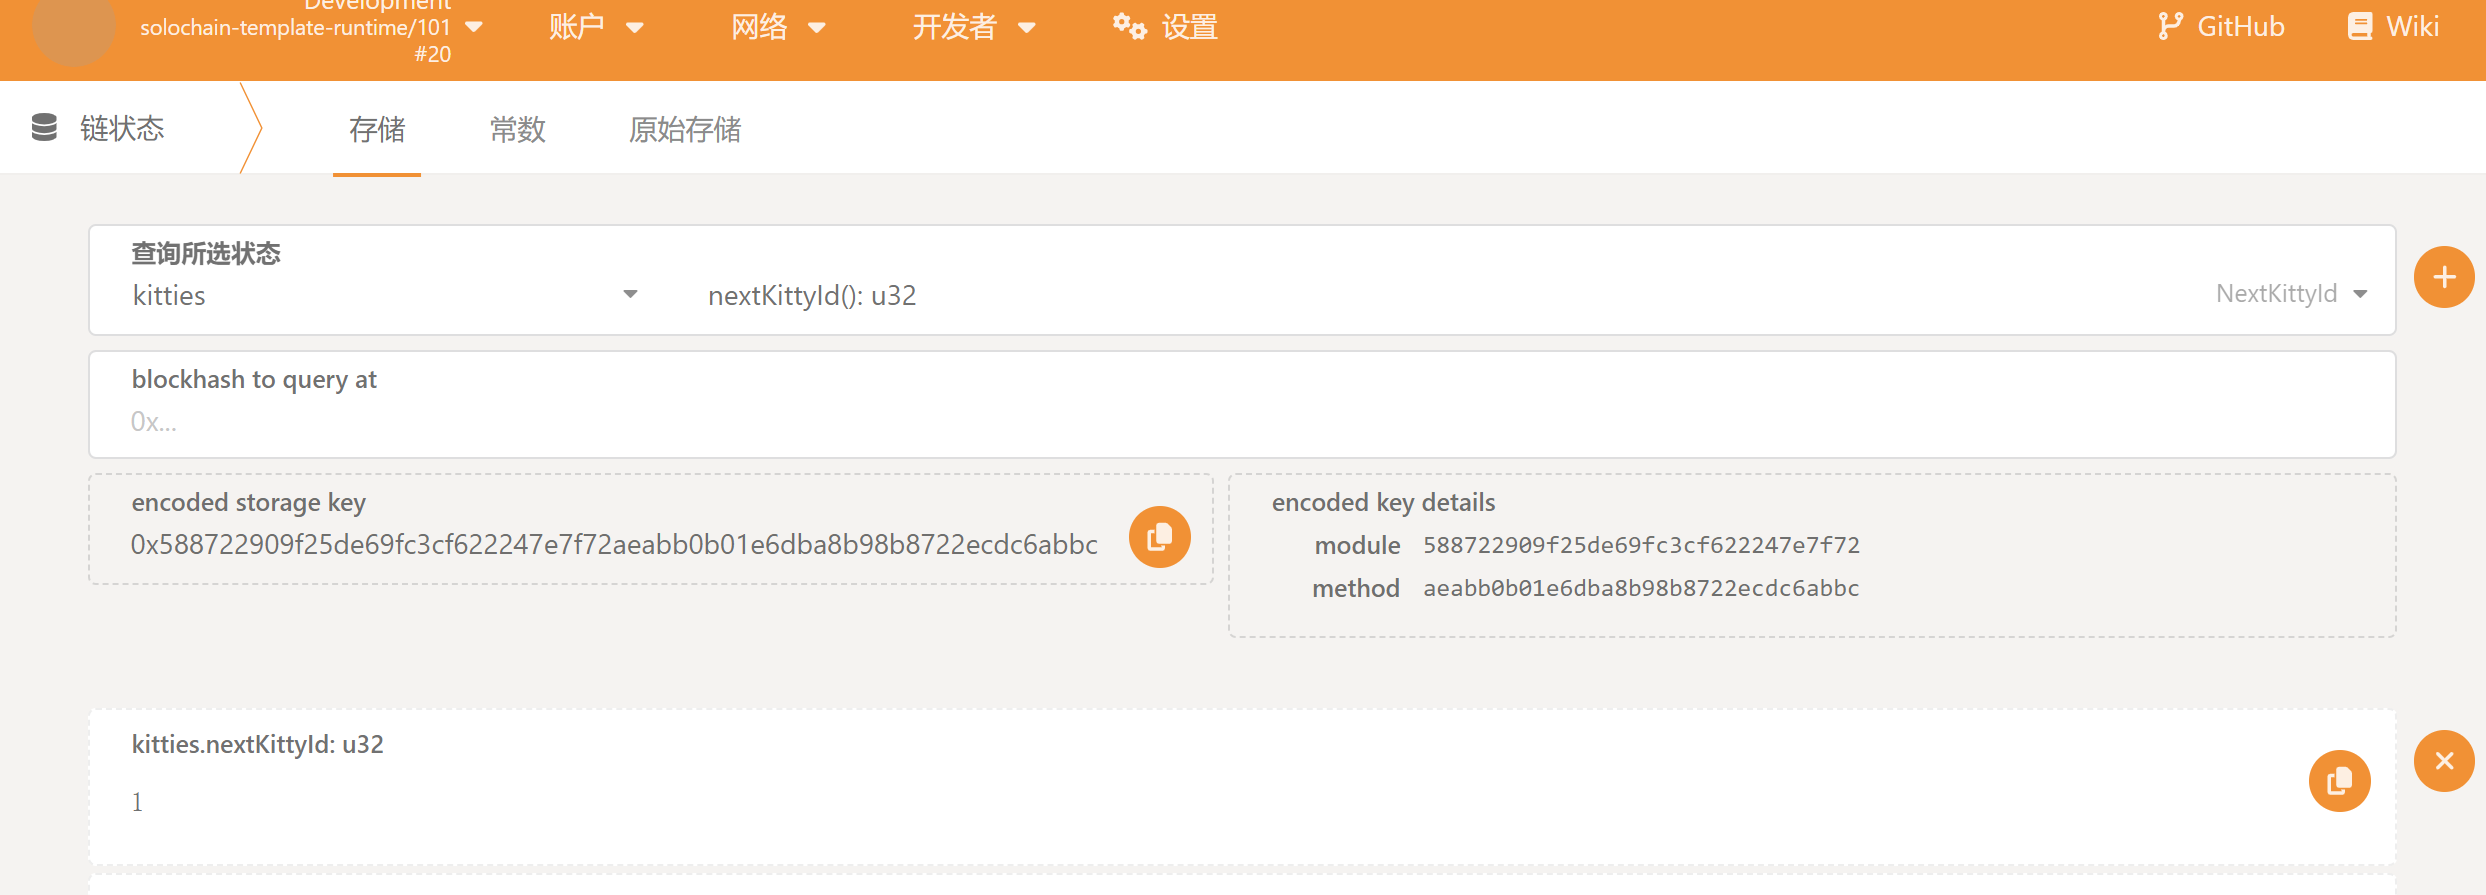 Development
solochain-template-runtime/101
#20
账户
网络
开发者
设置
GitHub
Wiki
链状态
存储
常数
原始存储
查询所选状态
kitties
nextKittyId(): u32
NextKittyId
blockhash to query at
0x...
encoded storage key
0x588722909f25de69fc3cf622247e7f72aeabb0b01e6dba8b98b8722ecdc6abbc
encoded key details
module 588722909f25de69fc3cf622247e7f72
method aeabb0b01e6dba8b98b8722ecdc6abbc
kitties.nextKittyId: u32
1